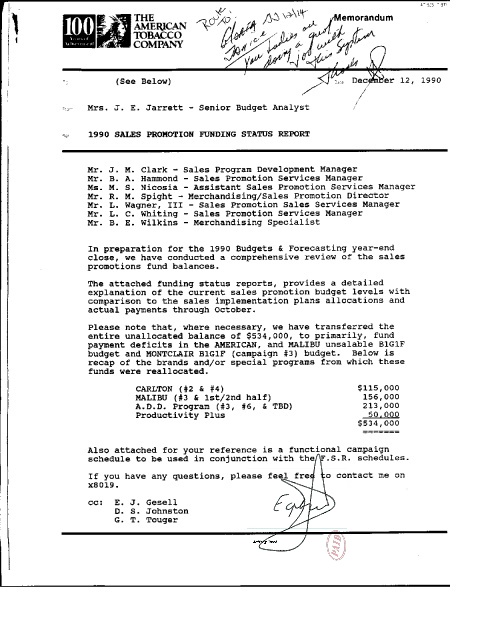 100
THE
AMERICAN
TOBACCO
COMPANY
Memorandum
You ladies are
doing a great
job with
this system
Thanks
(See Below)
December 12, 1990
Mrs. J. E. Jarrett - Senior Budget Analyst
1990 SALES PROMOTION FUNDING STATUS REPORT
Mr. J. M. Clark - Sales Program Development Manager
Mr. B. A. Hammond - Sales Promotion Services Manager
Ms. M. S. Nicosia - Assistant Sales Promotion Services Manager
Mr. R. M. Spight - Merchandising/Sales Promotion Director
Mr. L. Wagner, III - Sales Promotion Sales Services Manager
Mr. L. C. Whiting - Sales Promotion Services Manager
Mr. B. E. Wilkins - Merchandising Specialist
In preparation for the 1990 Budgets & Forecasting year-end
close, we have conducted a comprehensive review of the sales
promotions fund balances.
The attached funding status reports, provides a detailed
explanation of the current sales promotion budget levels with
comparison to the sales implementation plans allocations and
actual payments through October.
Please note that, where necessary, we have transferred the
entire unallocated balance of $534,000, to primarily, fund
payment deficits in the AMERICAN, and MALIBU unsalable B1G1F
budget and MONTCLAIR B1G1F (campaign #3) budget. Below is
recap of the brands and/or special programs from which these
funds were reallocated.
CARLTON (#2 & #4) $115,000
MALIBU (#3 & 1st/2nd half) 156,000
A.D.D. Program (#3, #6, & TBD) 213,000
Productivity Plus 50,000
$534,000
=======
Also attached for your reference is a functional campaign
schedule to be used in conjunction with the F.S.R. schedules.
If you have any questions, please feel free to contact me on
x8019.
cc: E. J. Gesell
D. S. Johnston
G. T. Touger
PAID